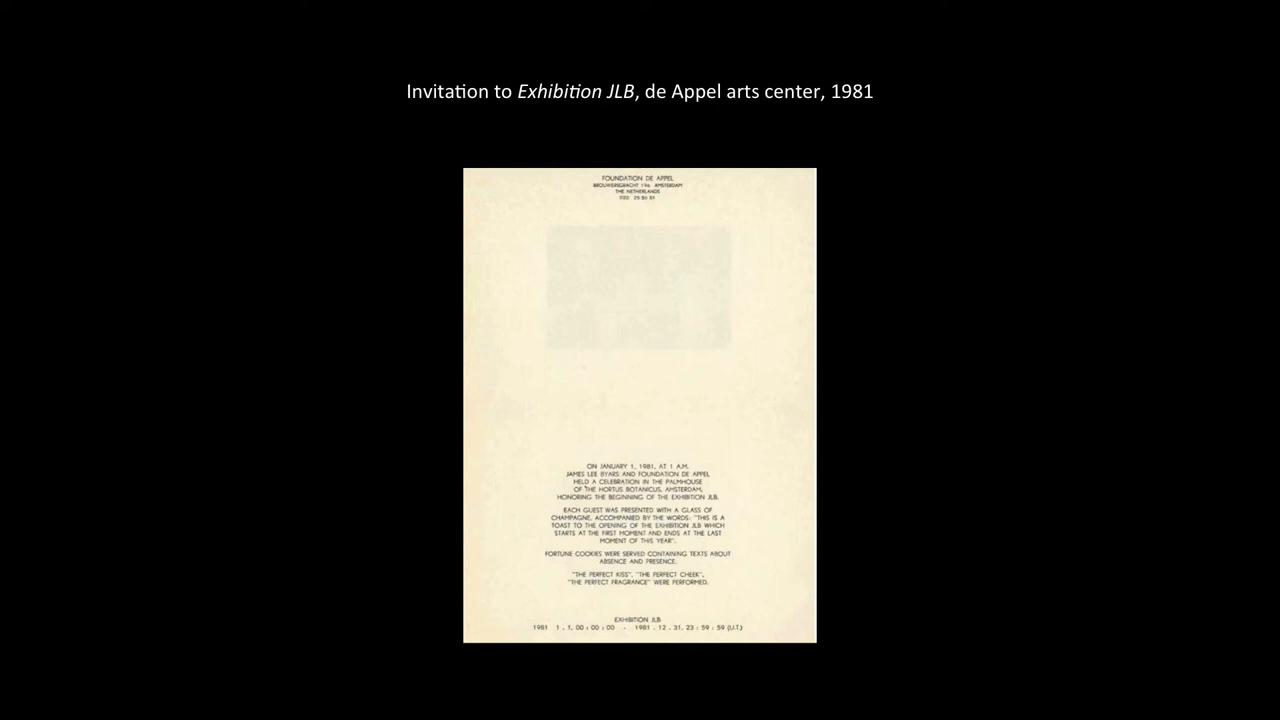 Invitation to Exhibition JLB, de Appel arts center, 1981
FOUNDATION DE APPEL
BROUWERSGRACHT 196 AMSTERDAM
THE NETHERLANDS
020 25 56 51
ON JANUARY 1, 1981, AT 1 A.M.
JAMES LEE BYARS AND FOUNDATION DE APPEL
HELD A CELEBRATION IN THE PALMHOUSE
OF THE HORTUS BOTANICUS, AMSTERDAM,
HONORING THE BEGINNING OF THE EXHIBITION JLB.
EACH GUEST WAS PRESENTED WITH A GLASS OF
CHAMPAGNE, ACCOMPANIED BY THE WORDS: "THIS IS A
TOAST TO THE OPENING OF THE EXHIBITION JLB WHICH
STARTS AT THE FIRST MOMENT AND ENDS AT THE LAST
MOMENT OF THIS YEAR".
FORTUNE COOKIES WERE SERVED CONTAINING TEXTS ABOUT
ABSENCE AND PRESENCE.
"THE PERFECT KISS", "THE PERFECT CHEEK",
"THE PERFECT FRAGRANCE" WERE PERFORMED.
EXHIBITION JLB
1981 1 . 1, 00 : 00 : 00 - 1981 . 12 . 31, 23 : 59 : 59 (U.T.)